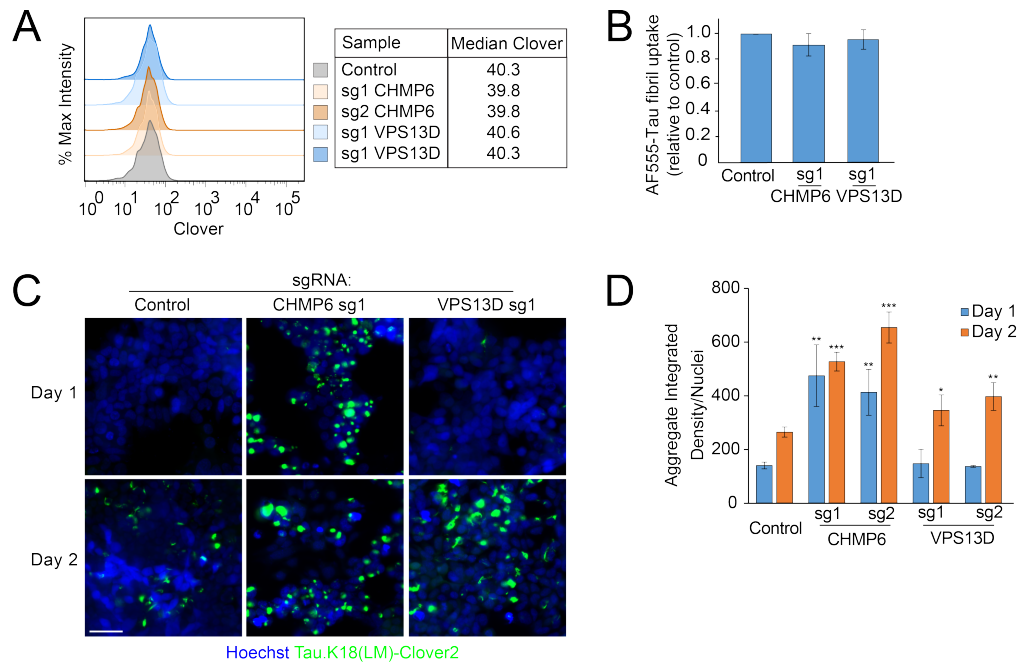 A
% Max Intensity
10^0 10^1 10^2 10^3 10^4 10^5
Clover
Sample Median Clover
Control 40.3
sg1 CHMP6 39.8
sg2 CHMP6 39.8
sg1 VPS13D 40.6
sg1 VPS13D 40.3
B
AF555-Tau fibril uptake
(relative to control)
1.0
0.8
0.6
0.4
0.2
0
Control sg1 sg1
CHMP6 VPS13D
C
sgRNA:
Control CHMP6 sg1 VPS13D sg1
Day 1
Day 2
Hoechst Tau.K18(LM)-Clover2
D
Aggregate Integrated
Density/Nuclei
800
600
400
200
0
Day 1
Day 2
** *** ** *** * **
Control sg1 sg2 sg1 sg2
CHMP6 VPS13D